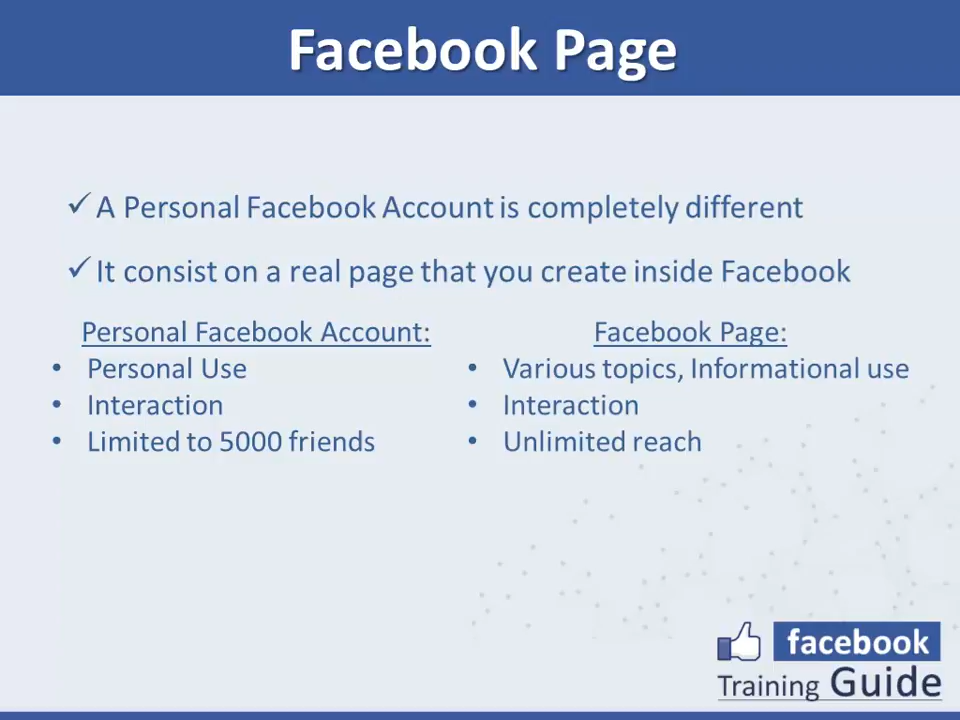 Facebook Page
✓ A Personal Facebook Account is completely different
✓ It consist on a real page that you create inside Facebook
Personal Facebook Account:
• Personal Use
• Interaction
• Limited to 5000 friends
Facebook Page:
• Various topics, Informational use
• Interaction
• Unlimited reach
facebook
Training Guide